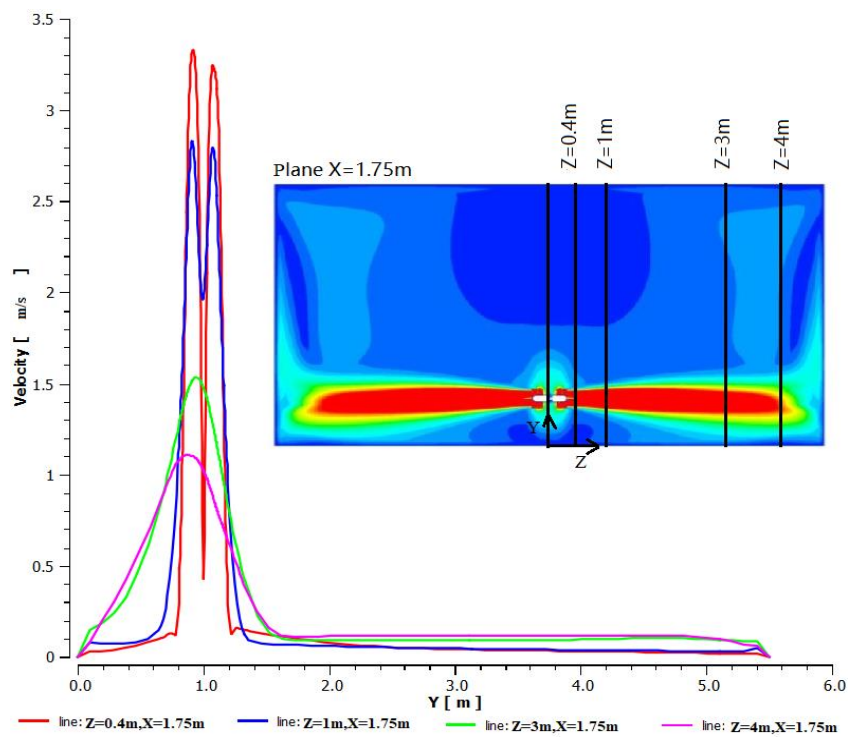 3.5
3
2.5
2
1.5
1
0.5
0
Velocity [ m/s ]
0.0 1.0 2.0 3.0 4.0 5.0 6.0
Y [ m ]
Plane X=1.75m
Z=0.4m
Z=1m
Z=3m
Z=4m
Y
Z
line: Z=0.4m,X=1.75m line: Z=1m,X=1.75m line: Z=3m,X=1.75m line: Z=4m,X=1.75m